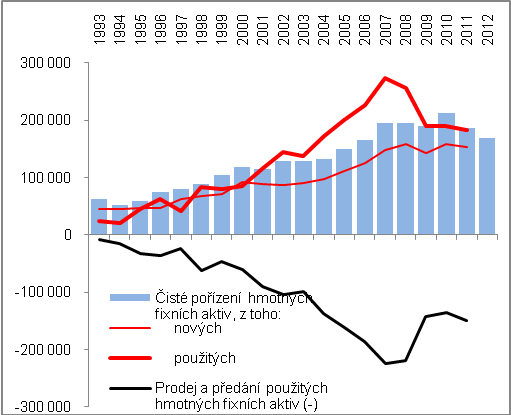 1993 1994 1995 1996 1997 1998 1999 2000 2001 2002 2003 2004 2005 2006 2007 2008 2009 2010 2011 2012
300 000
200 000
100 000
0
-100 000
-200 000
-300 000
Čisté pořízení hmotných
fixních aktiv, z toho:
nových
použitých
Prodej a předání použitých
hmotných fixních aktiv (-)